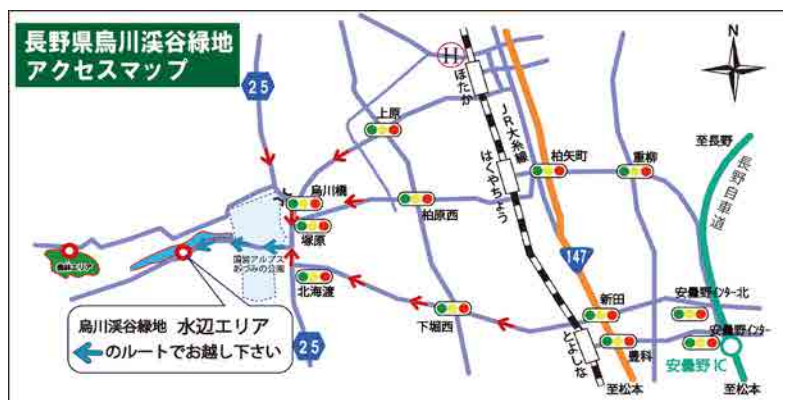 長野県烏川渓谷緑地
アクセスマップ
N
25
H
ほたか
上原
JR大糸線
はくやちょう
柏矢町
重柳
至長野
長野自車道
烏川橋
柏原西
塚原
国営アルプス
あづみの公園
森林エリア
北海渡
147
新田
安曇野インター北
下堀西
烏川渓谷緑地 水辺エリア
のルートでお越し下さい
25
とよしな
豊科
安曇野インター
安曇野IC
至松本
至松本